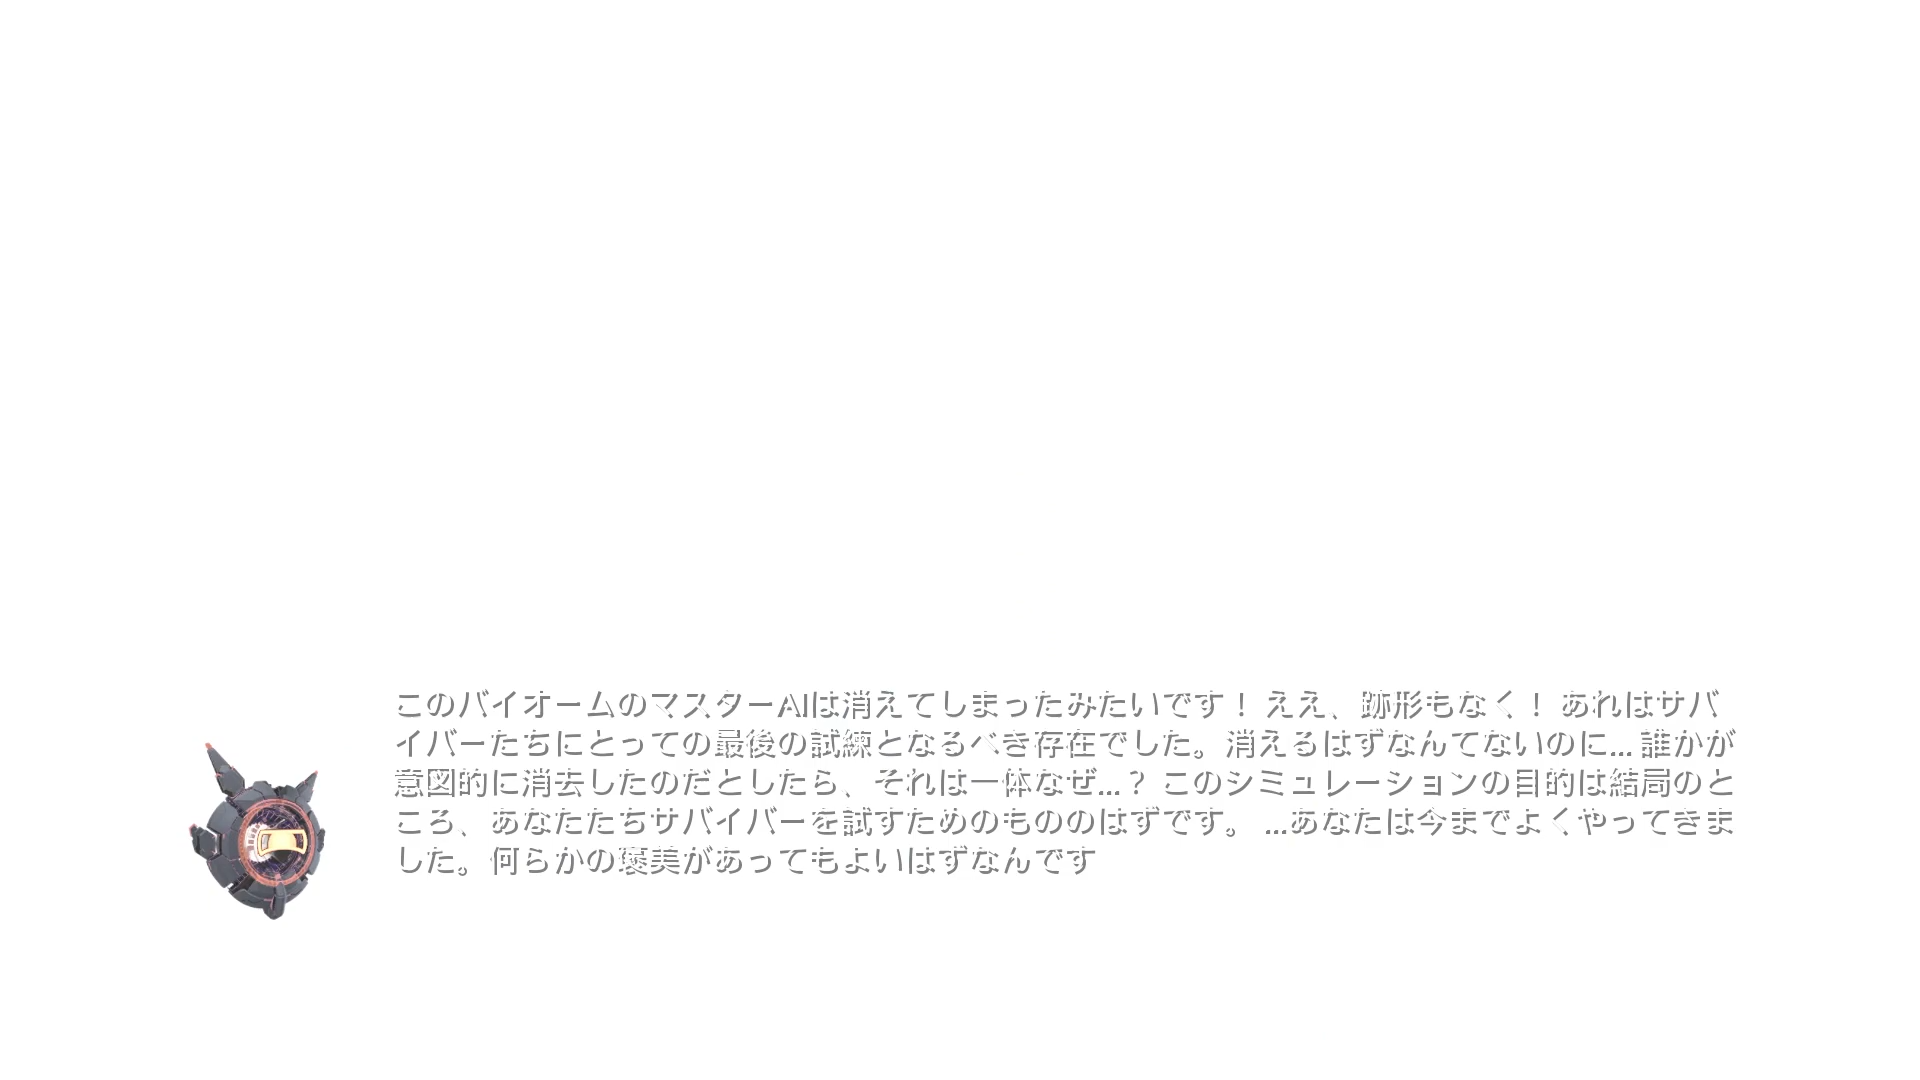 このバイオームのマスターAIは消えてしまったみたいです！ ええ、跡形もなく！ あれはサバ
イバーたちにとっての最後の試練となるべき存在でした。消えるはずなんてないのに... 誰かが
意図的に消去したのだとしたら、それは一体なぜ...？ このシミュレーションの目的は結局のと
ころ、あなたたちサバイバーを試すためのもののはずです。 ...あなたは今までよくやってきま
した。何らかの褒美があってもよいはずなんです